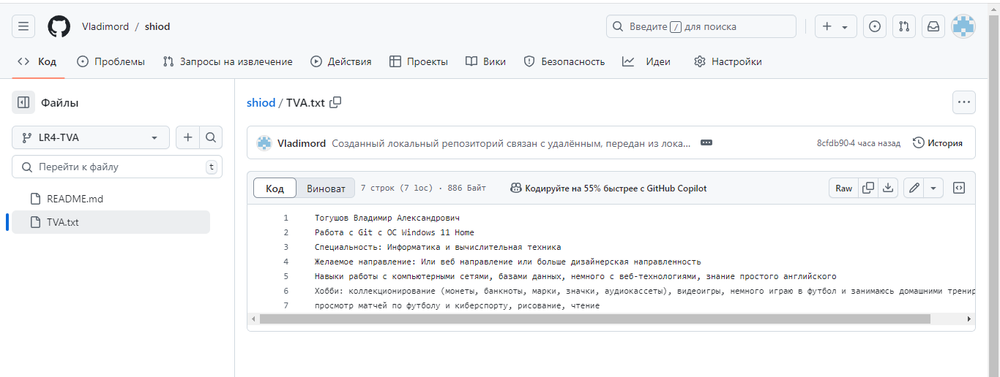 Vladimord / shiod
Введите / для поиска
Код
Проблемы
Запросы на извлечение
Действия
Проекты
Вики
Безопасность
Идеи
Настройки
Файлы
LR4-TVA
Перейти к файлу
t
README.md
TVA.txt
shiod / TVA.txt
Vladimord Созданный локальный репозиторий связан с удалённым, передан из лока...
8cfdb90·4 часа назад
История
Код
Виноват
7 строк (7 loc) · 886 Байт
Кодируйте на 55% быстрее с GitHub Copilot
Raw
1 Тогушов Владимир Александрович
2 Работа с Git с ОС Windows 11 Home
3 Специальность: Информатика и вычислительная техника
4 Желаемое направление: Или веб направление или больше дизайнерская направленность
5 Навыки работы с компьютерными сетями, базами данных, немного с веб-технологиями, знание простого английского
6 Хобби: коллекционирование (монеты, банкноты, марки, значки, аудиокассеты), видеоигры, немного играю в футбол и занимаюсь домашними тренир
7 просмотр матчей по футболу и киберспорту, рисование, чтение